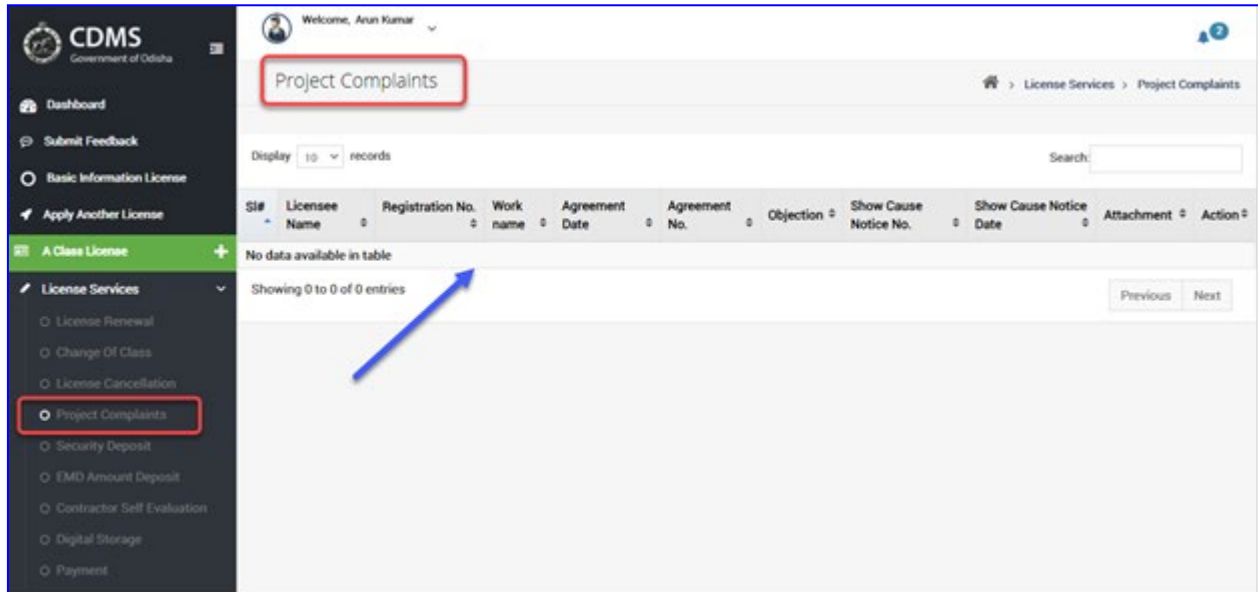 CDMS
Government of Odisha
Dashboard
Submit Feedback
Basic Information License
Apply Another License
A Class License
License Services
License Renewal
Change Of Class
License Cancellation
Project Complaints
Security Deposit
EMD Amount Deposit
Contractor Self Evaluation
Digital Storage
Payment
Welcome, Arun Kumar
2
Project Complaints
> License Services > Project Complaints
Display 10 records
Search:
Sl# Licensee Name Registration No. Work name Agreement Date Agreement No. Objection Show Cause Notice No. Show Cause Notice Date Attachment Action
No data available in table
Showing 0 to 0 of 0 entries
Previous Next